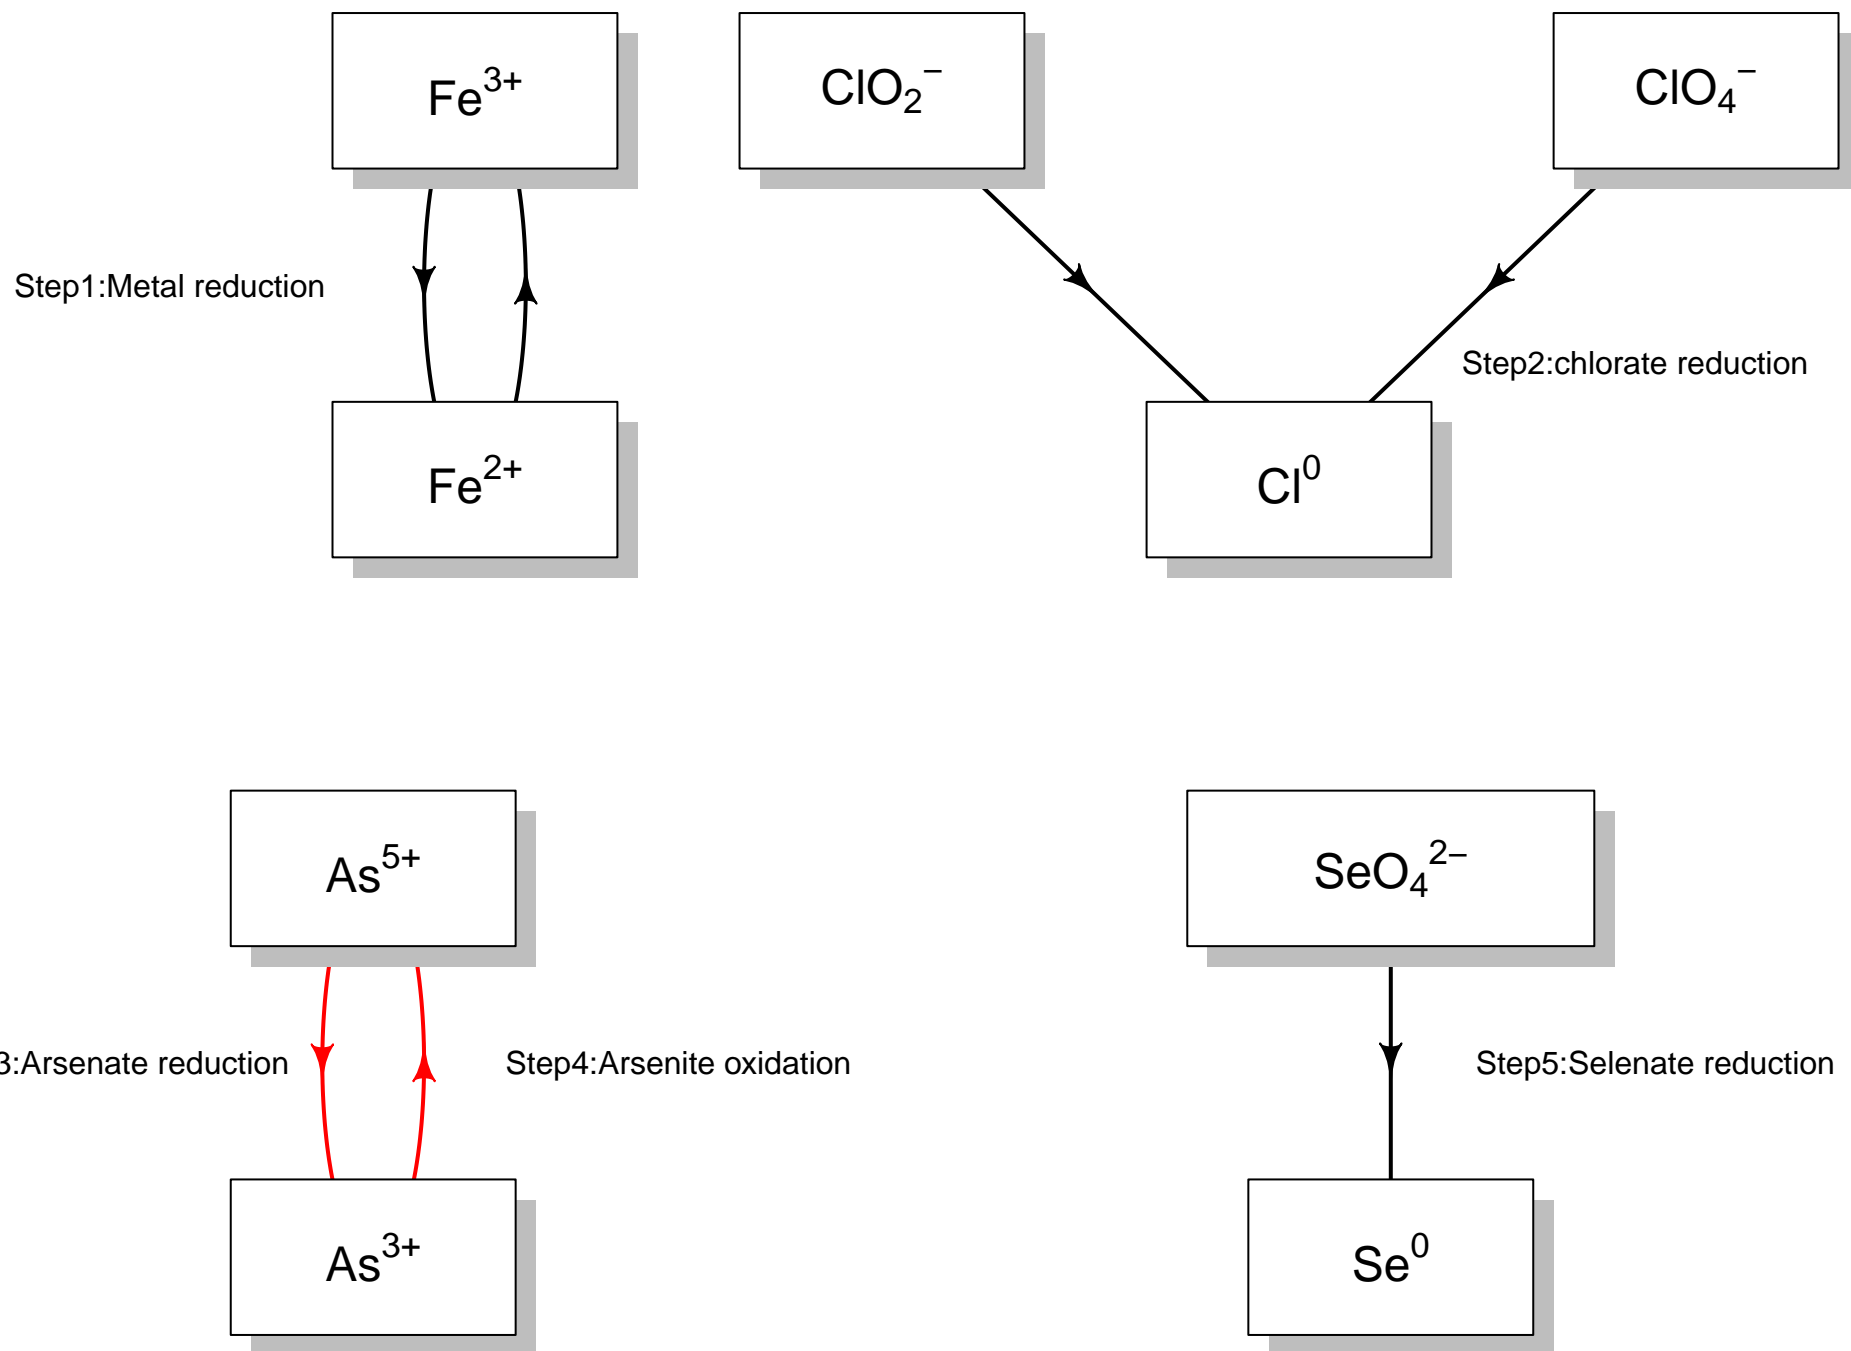 Fe³⁺
ClO₂⁻
ClO₄⁻
Step1:Metal reduction
Step2:chlorate reduction
Fe²⁺
Cl⁰
As⁵⁺
SeO₄²⁻
3:Arsenate reduction
Step4:Arsenite oxidation
Step5:Selenate reduction
As³⁺
Se⁰